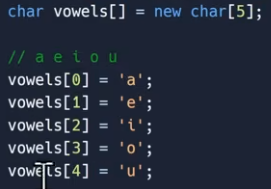 char vowels[] = new char[5];
// a e i o u
vowels[0] = 'a';
vowels[1] = 'e';
vowels[2] = 'i';
vowels[3] = 'o';
vowels[4] = 'u';